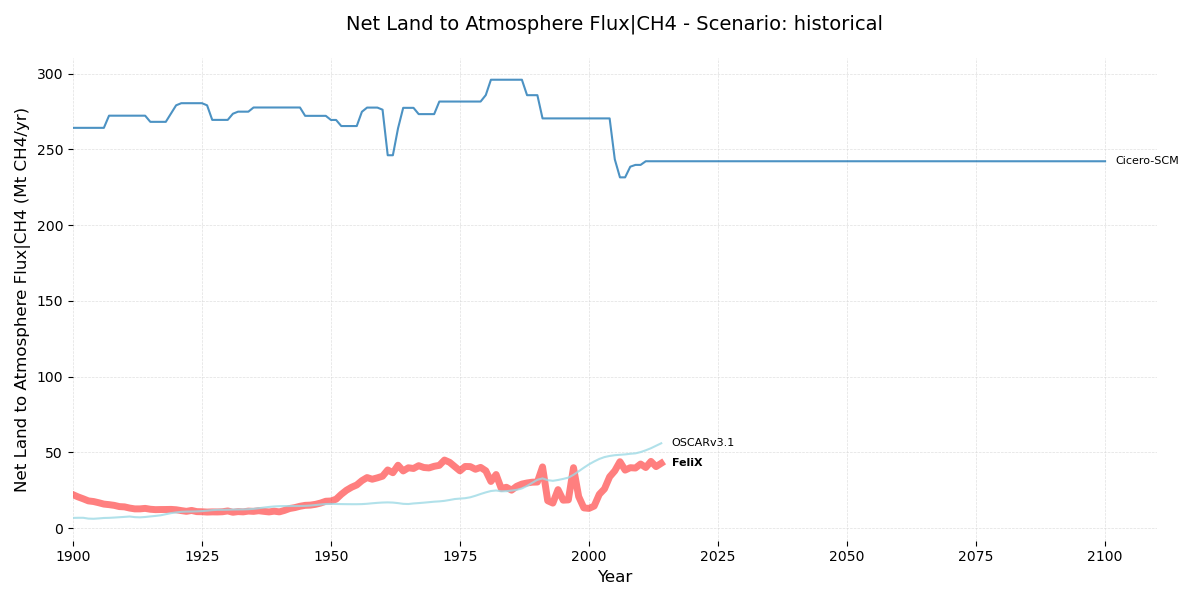 Net Land to Atmosphere Flux|CH4 - Scenario: historical
Net Land to Atmosphere Flux|CH4 (Mt CH4/yr)
300
250
200
150
100
50
0
Cicero-SCM
OSCARv3.1
FeliX
1900 1925 1950 1975 2000 2025 2050 2075 2100
Year